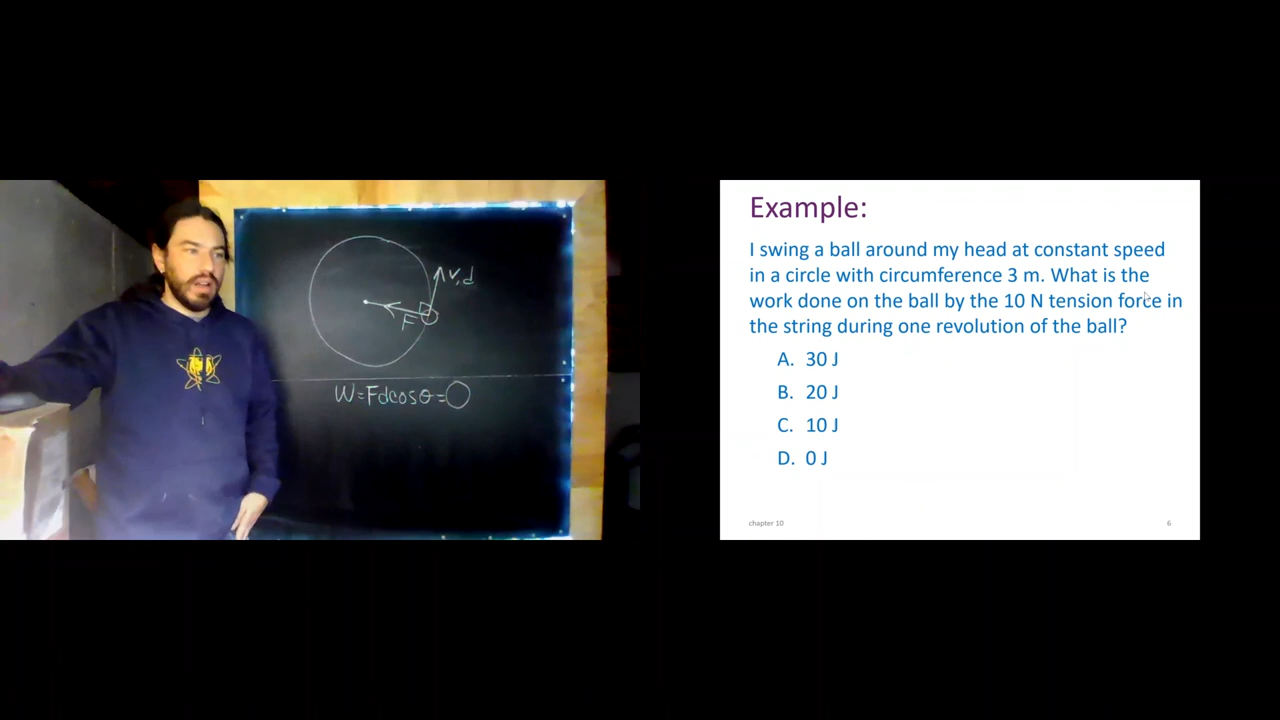 v,d
F
W=Fdcosθ=0
Example:
I swing a ball around my head at constant speed
in a circle with circumference 3 m. What is the
work done on the ball by the 10 N tension force in
the string during one revolution of the ball?
A. 30 J
B. 20 J
C. 10 J
D. 0 J
chapter 10
6